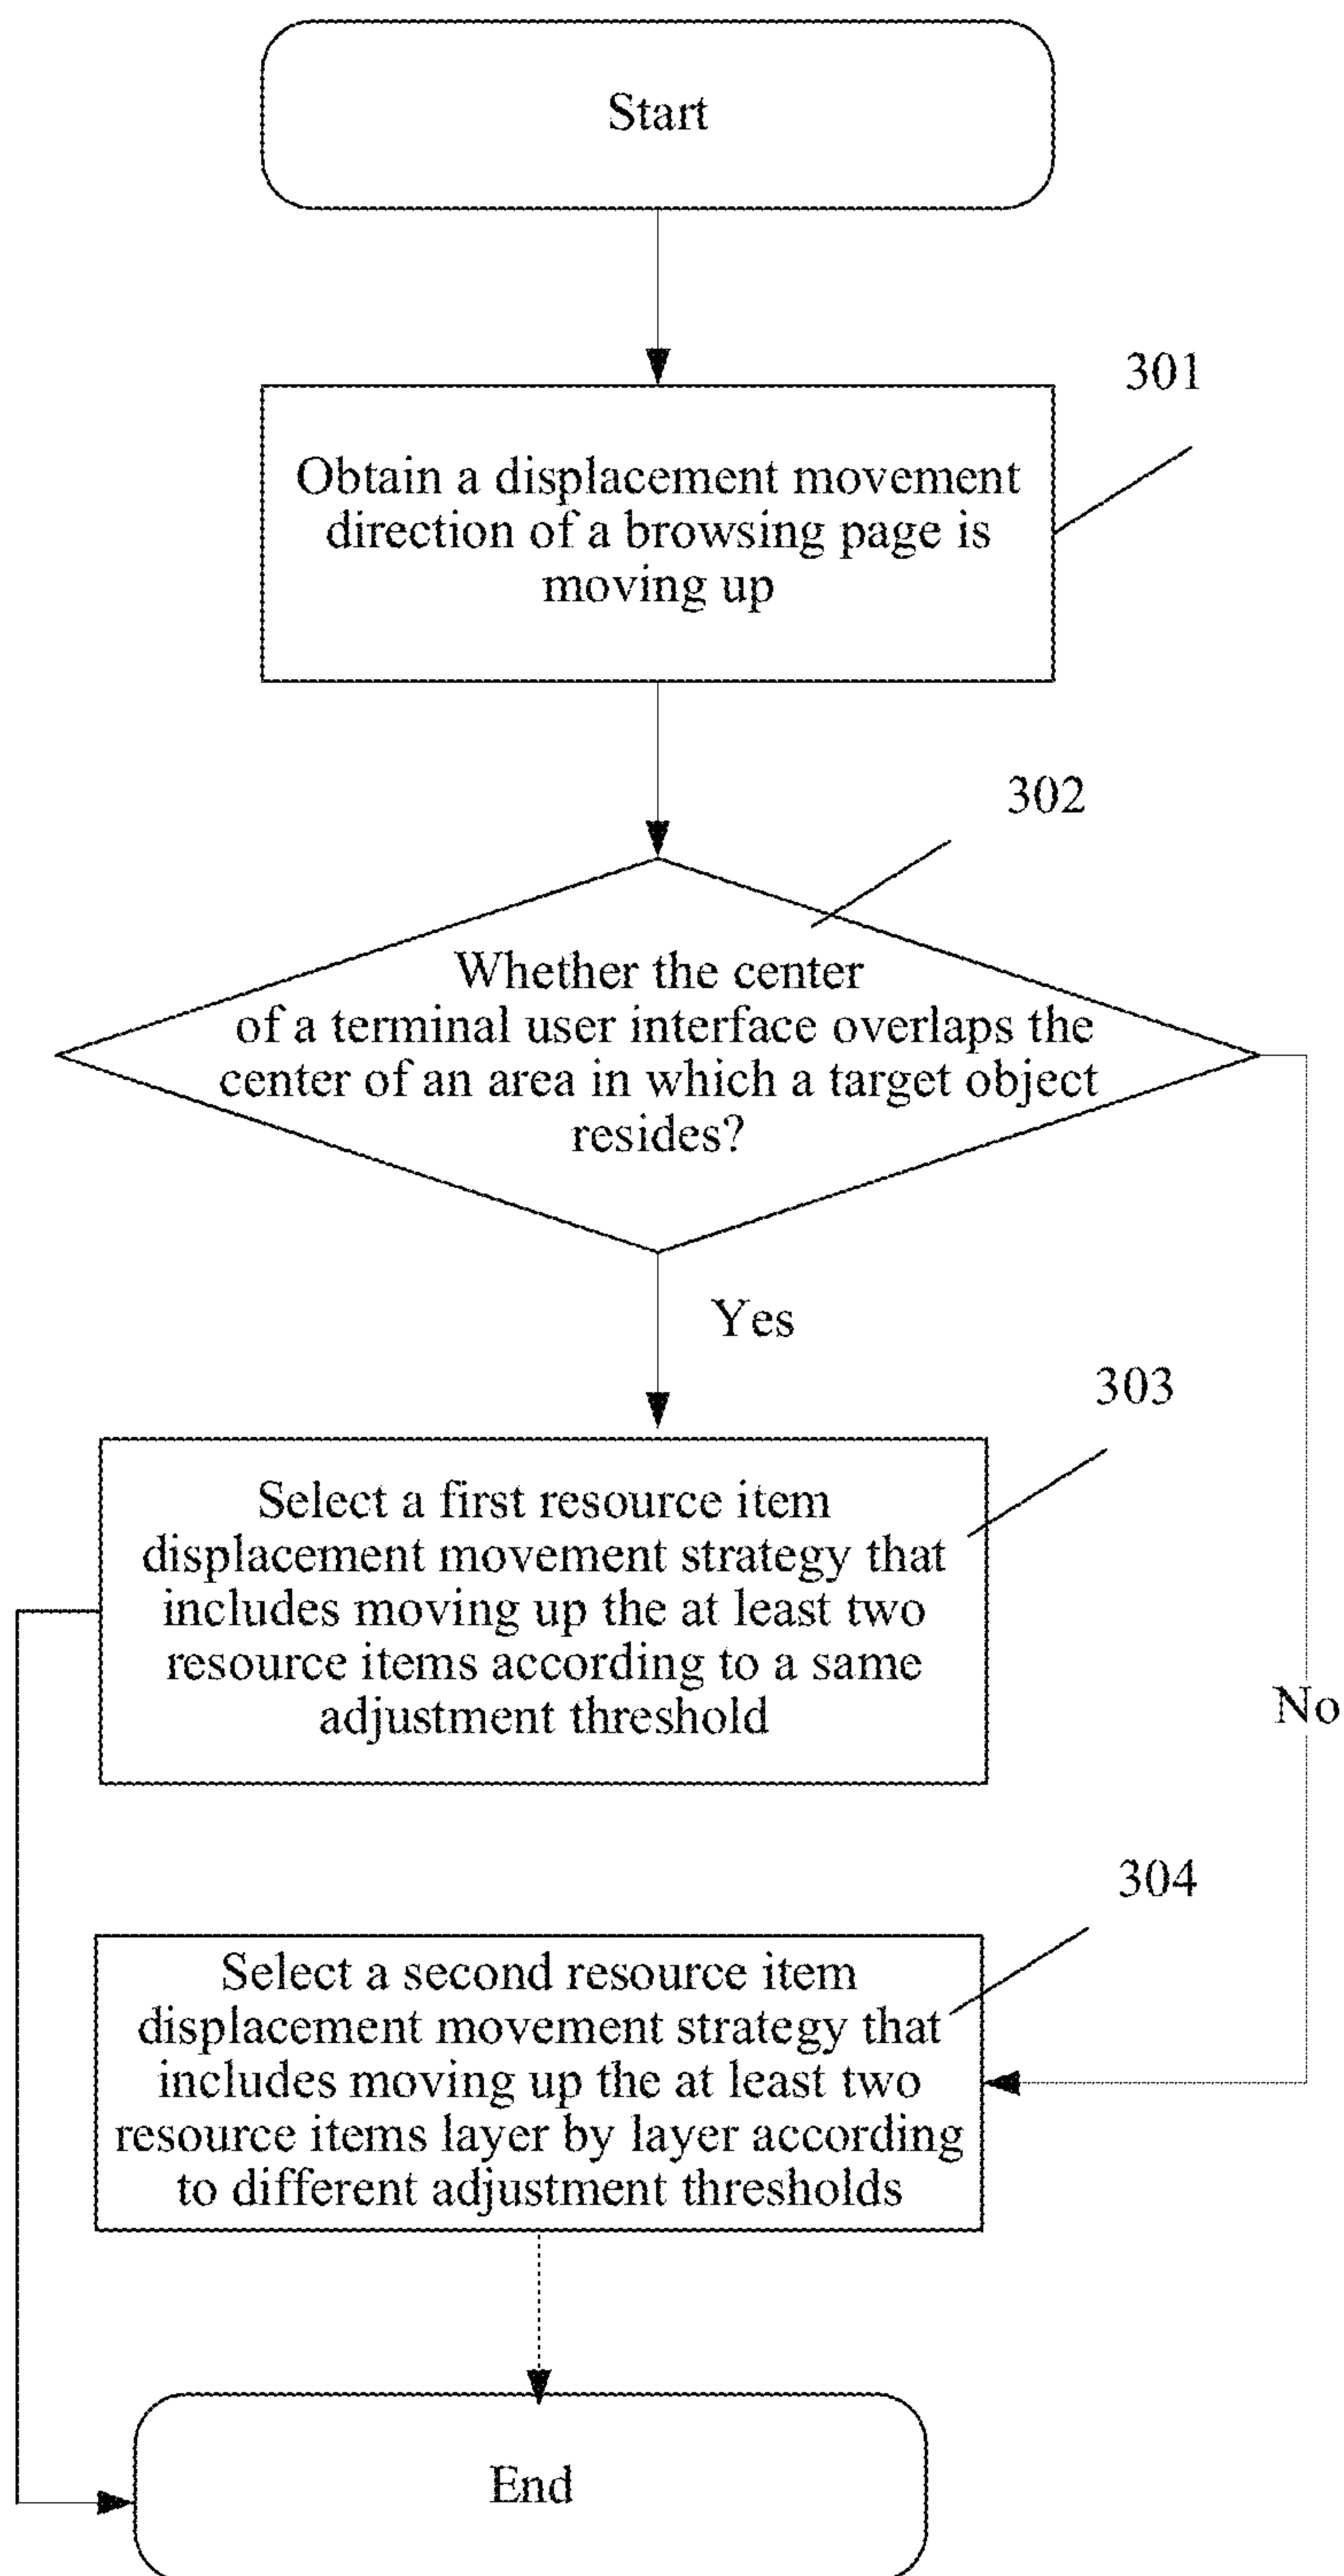 Start
301
Obtain a displacement movement
direction of a browsing page is
moving up
302
Whether the center
of a terminal user interface overlaps the
center of an area in which a target object
resides?
Yes
303
Select a first resource item
displacement movement strategy that
includes moving up the at least two
resource items according to a same
adjustment threshold
No
304
Select a second resource item
displacement movement strategy that
includes moving up the at least two
resource items layer by layer according
to different adjustment thresholds
End